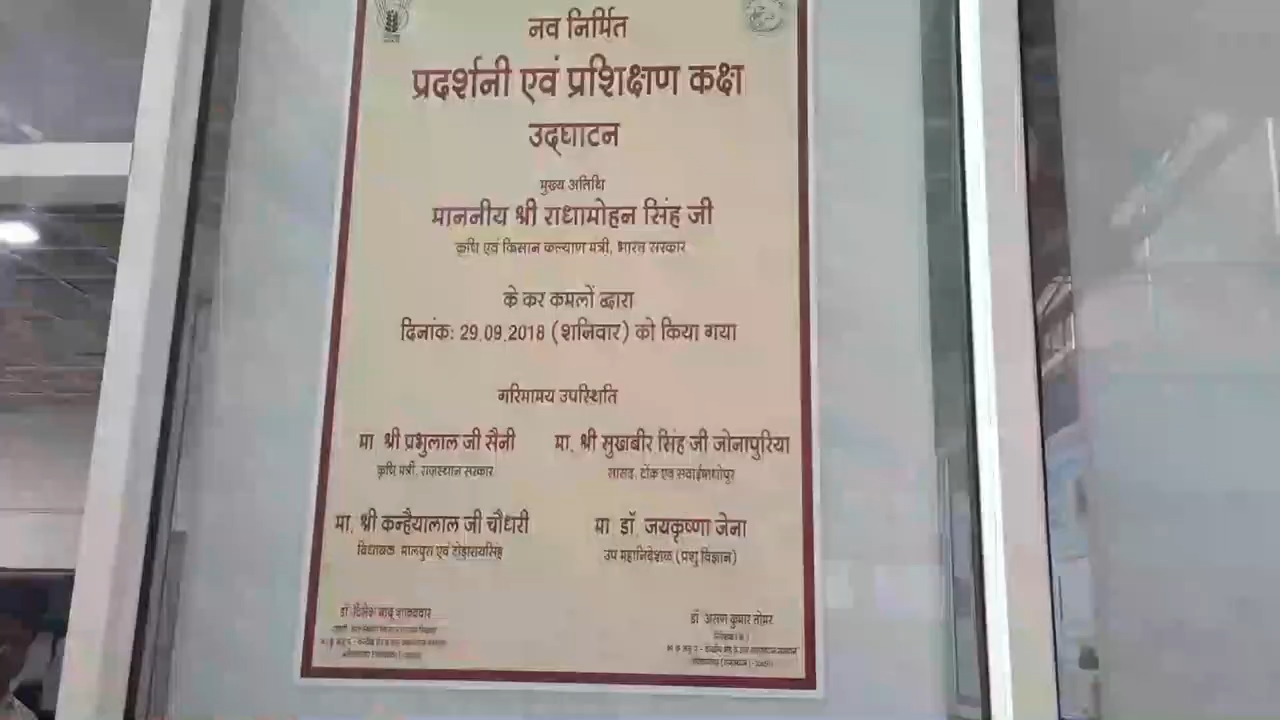 नव निर्मित
प्रदर्शनी एवं प्रशिक्षण कक्ष
उद्घाटन
मुख्य अतिथि
माननीय श्री राधामोहन सिंह जी
कृषि एवं किसान कल्याण मंत्री, भारत सरकार
के कर कमलों द्वारा
दिनांक: 29.09.2018 (शनिवार) को किया गया
गरिमामय उपस्थिति
मा श्री प्रभुलाल जी सैनी
मा. श्री सुखबीर सिंह जी जोनापुरिया
कृषि मंत्री, राजस्थान सरकार
सांसद, टोंक एवं सवाईमाधोपुर
मा. श्री कन्हैयालाल जी चौधरी
मा डॉ. जयकृष्णा जेना
विधायक मालपुरा एवं टोडारायसिंह
उप महानिदेशक (पशु विज्ञान)
डॉ
डॉ अरुण कुमार तोमर